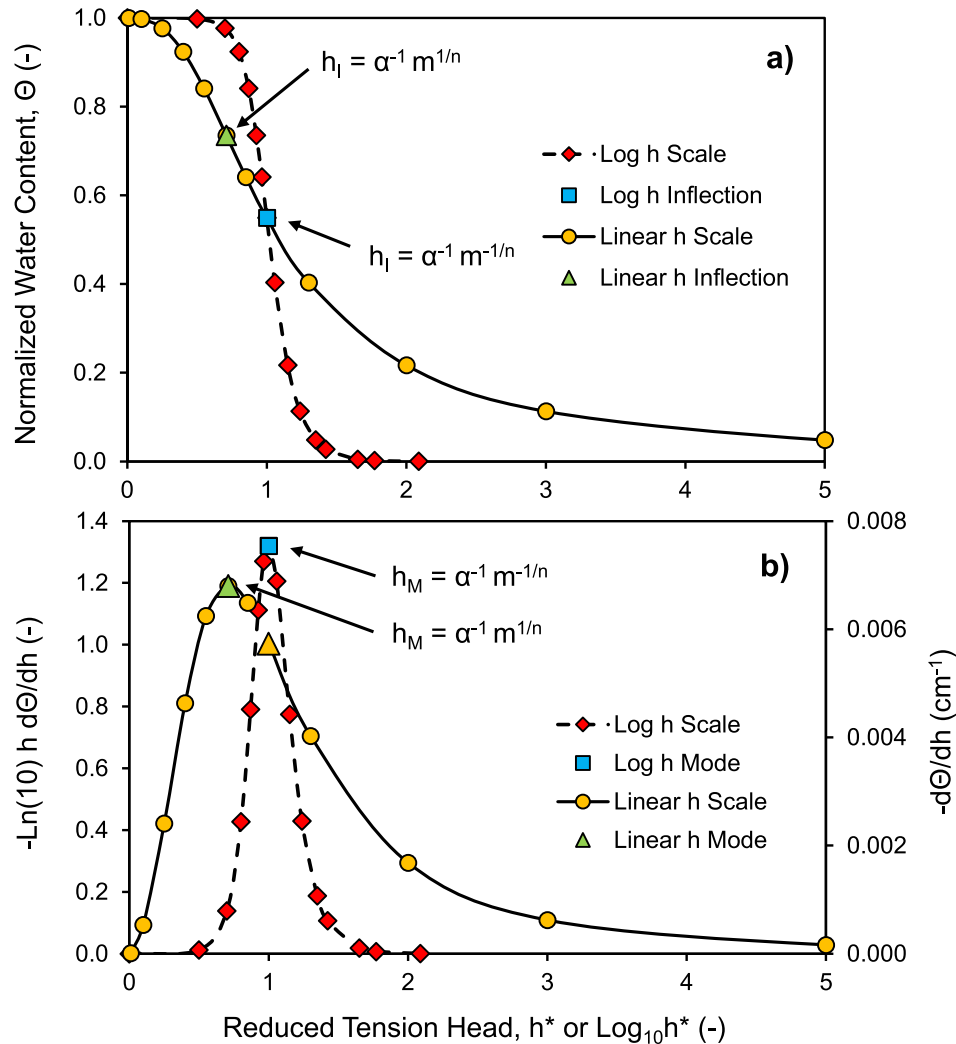 1.0
a)
h_I = α⁻¹ m^{1/n}
0.8
Log h Scale
Log h Inflection
0.6
Linear h Scale
h_I = α⁻¹ m^{-1/n}
Linear h Inflection
0.4
0.2
0.0
Normalized Water Content, Θ (-)
0 1 2 3 4 5
1.4 0.008
b)
h_M = α⁻¹ m^{-1/n}
1.2
h_M = α⁻¹ m^{1/n}
0.006
1.0
0.8
Log h Scale
0.004
Log h Mode
0.6
Linear h Scale
0.4
Linear h Mode
0.002
0.2
0.0 0.000
-Ln(10) h dΘ/dh (-)
-dΘ/dh (cm⁻¹)
0 1 2 3 4 5
Reduced Tension Head, h* or Log₁₀h* (-)